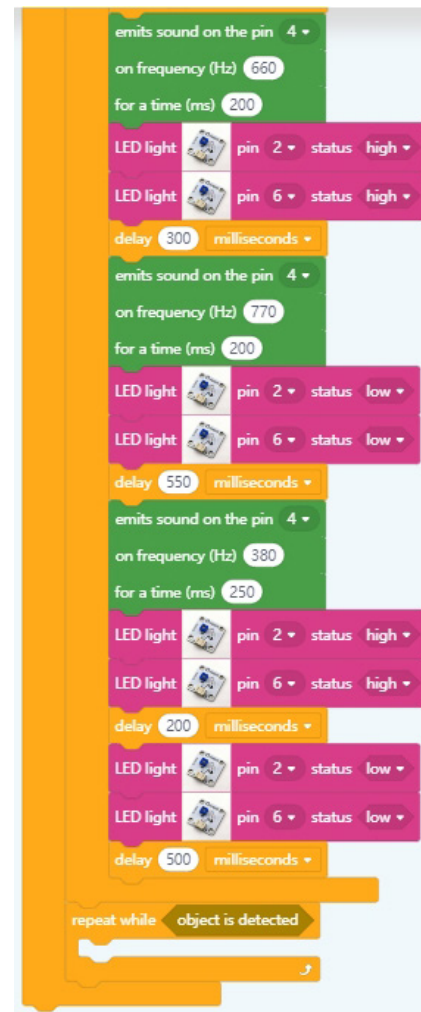 emits sound on the pin 4
on frequency (Hz) 660
for a time (ms) 200
LED light pin 2 status high
LED light pin 6 status high
delay 300 milliseconds
emits sound on the pin 4
on frequency (Hz) 770
for a time (ms) 200
LED light pin 2 status low
LED light pin 6 status low
delay 550 milliseconds
emits sound on the pin 4
on frequency (Hz) 380
for a time (ms) 250
LED light pin 2 status high
LED light pin 6 status high
delay 200 milliseconds
LED light pin 2 status low
LED light pin 6 status low
delay 500 milliseconds
repeat while object is detected